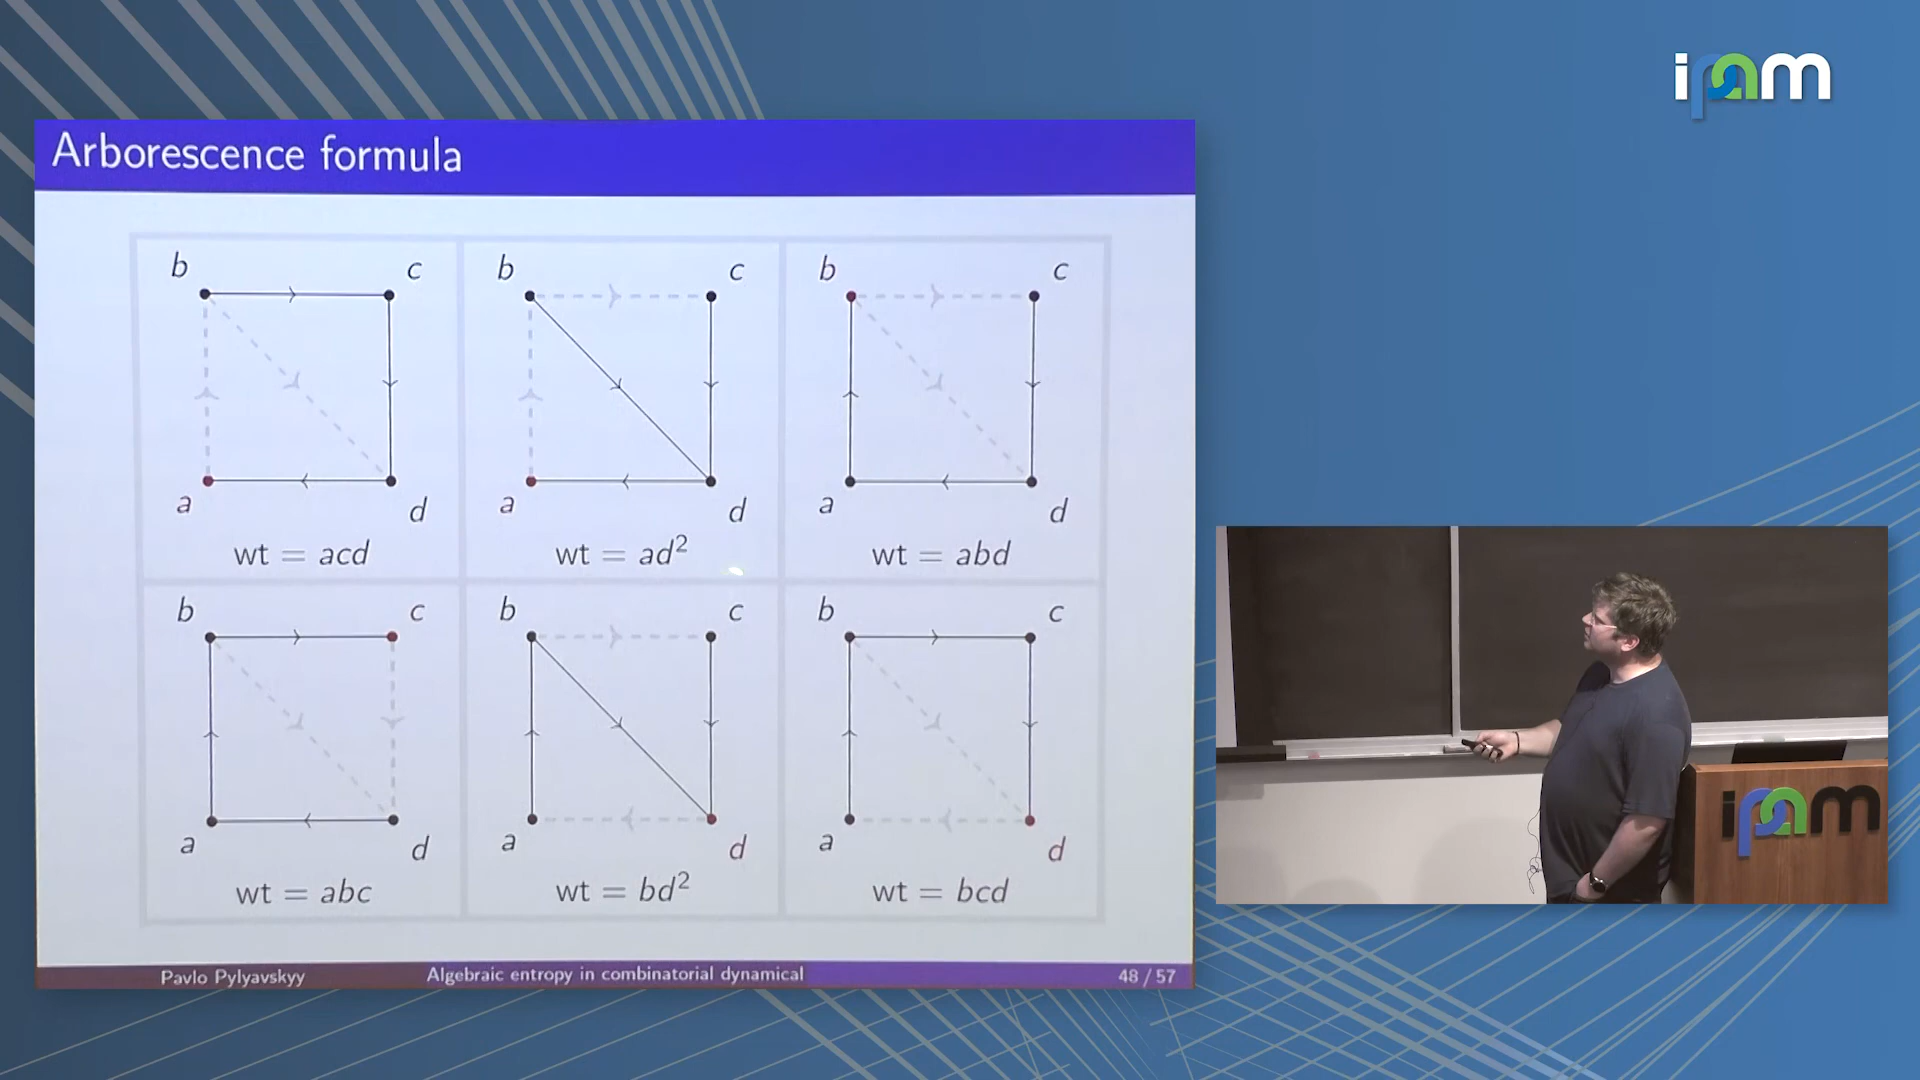 ipam
Arborescence formula
b c
a d
wt = acd
b c
a d
wt = ad²
b c
a d
wt = abd
b c
a d
wt = abc
b c
a d
wt = bd²
b c
a d
wt = bcd
Pavlo Pylyavskyy Algebraic entropy in combinatorial dynamical 48 / 57
ipam